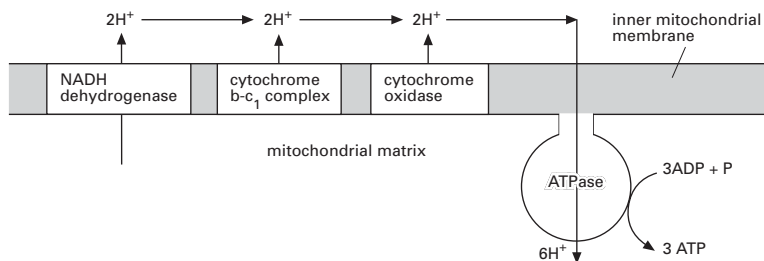 2H⁺
2H⁺
2H⁺
inner mitochondrial
membrane
NADH
dehydrogenase
cytochrome
b-c₁ complex
cytochrome
oxidase
mitochondrial matrix
ATPase
3ADP + P
3 ATP
6H⁺